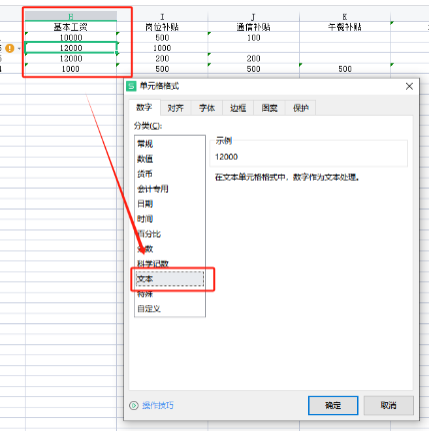 H I J K
基本工资 岗位补贴 通信补贴 午餐补贴
10000 500 100
12000 1000
12000 200 200
1000 500 500 500
单元格格式
数字 对齐 字体 边框 图案 保护
分类(C):
常规
数值
货币
会计专用
日期
时间
百分比
分数
科学记数
文本
特殊
自定义
示例
12000
在文本单元格格式中，数字作为文本处理。
操作技巧
确定 取消